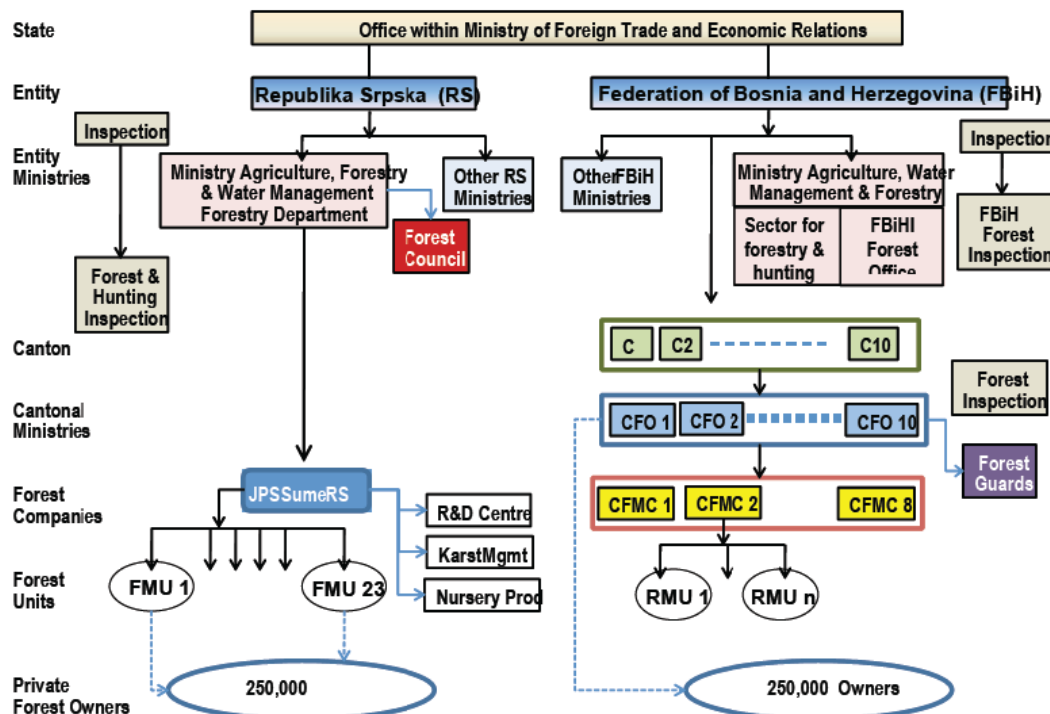 State
Office within Ministry of Foreign Trade and Economic Relations
Entity
Republika Srpska (RS)
Federation of Bosnia and Herzegovina (FBiH)
Inspection
Inspection
Entity
Ministries
Ministry Agriculture, Forestry
& Water Management
Forestry Department
Other RS
Ministries
OtherFBiH
Ministries
Ministry Agriculture, Water
Management & Forestry
Forest
Council
Sector for
forestry &
hunting
FBiHI
Forest
Office
FBiH
Forest
Inspection
Forest &
Hunting
Inspection
Canton
C
C2
C10
Forest
Inspection
Cantonal
Ministries
CFO 1
CFO 2
CFO 10
Forest
Guards
Forest
Companies
JPSSumeRS
R&D Centre
KarstMgmt
Nursery Prod
CFMC 1
CFMC 2
CFMC 8
Forest
Units
FMU 1
FMU 23
RMU 1
RMU n
Private
Forest Owners
250,000
250,000 Owners